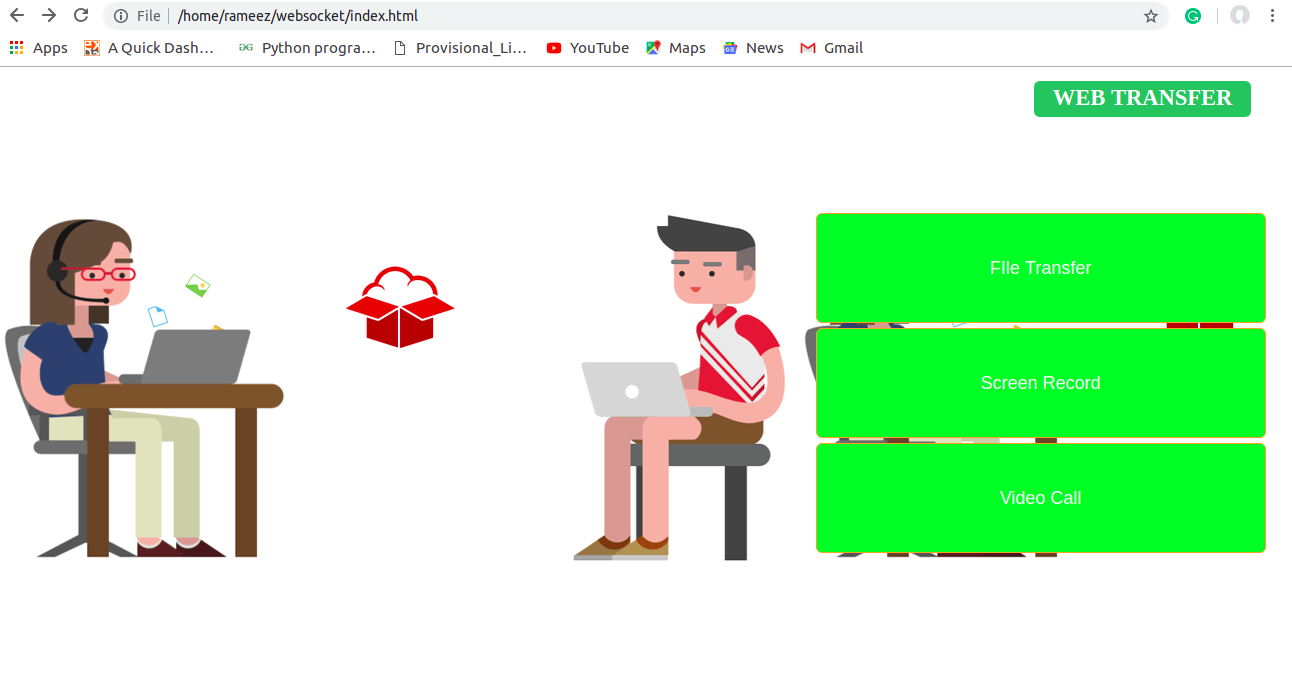 File | /home/rameez/websocket/index.html
Apps A Quick Dash... Python progra... Provisional_Li... YouTube Maps News Gmail
WEB TRANSFER
FIle Transfer
Screen Record
Video Call